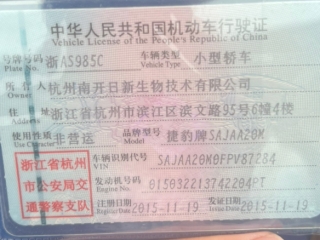 中华人民共和国机动车行驶证
Vehicle License of the People's Republic of China
号牌号码 浙AS985C 车辆类型 小型轿车
Plate No. Vehicle Type
所有人 杭州南开日新生物技术有限公司
Owner
住址 浙江省杭州市滨江区滨文路95号6幢4楼
使用性质 非营运 品牌型号 捷豹牌SAJAA20K
Use Character Model
浙江省杭州市公安局交通警察支队
车辆识别代号 SAJAA20K0FPV87284
VIN
发动机号码 015032213742204PT
Engine No.
注册日期 2015-11-19 发证日期 2015-11-19
Register Date Issue Date